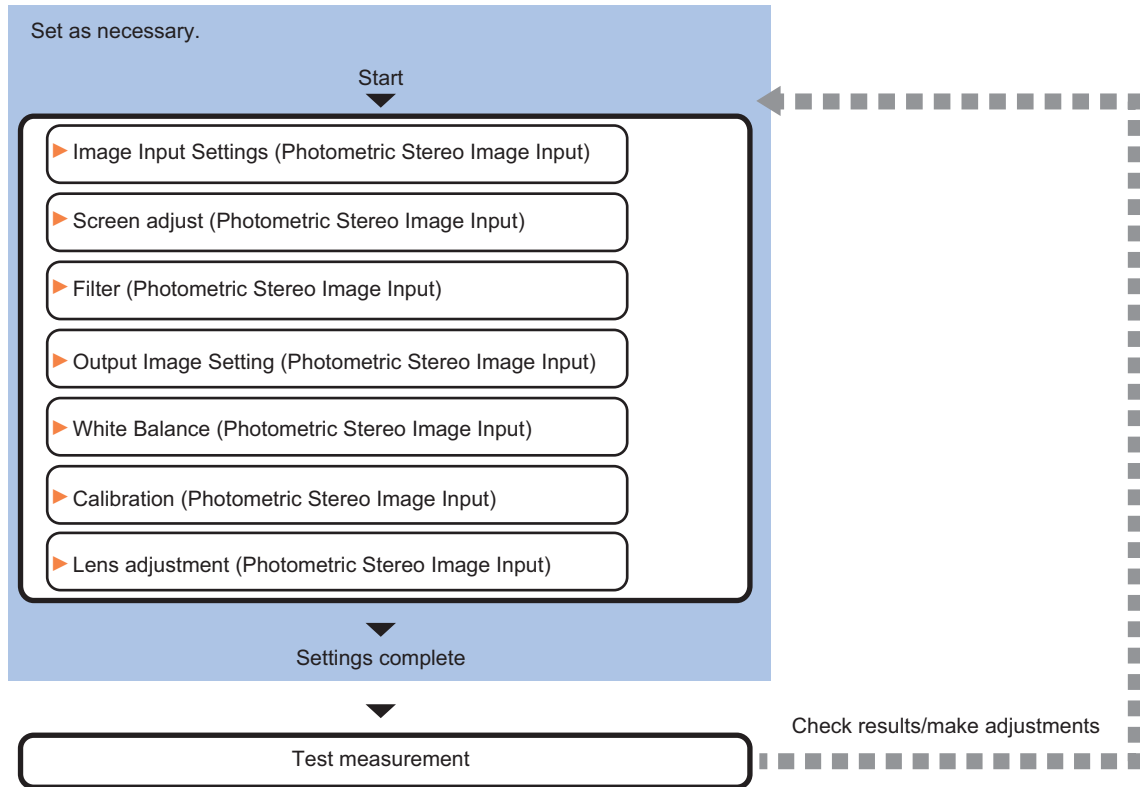 Set as necessary.
Start
Image Input Settings (Photometric Stereo Image Input)
Screen adjust (Photometric Stereo Image Input)
Filter (Photometric Stereo Image Input)
Output Image Setting (Photometric Stereo Image Input)
White Balance (Photometric Stereo Image Input)
Calibration (Photometric Stereo Image Input)
Lens adjustment (Photometric Stereo Image Input)
Settings complete
Test measurement
Check results/make adjustments